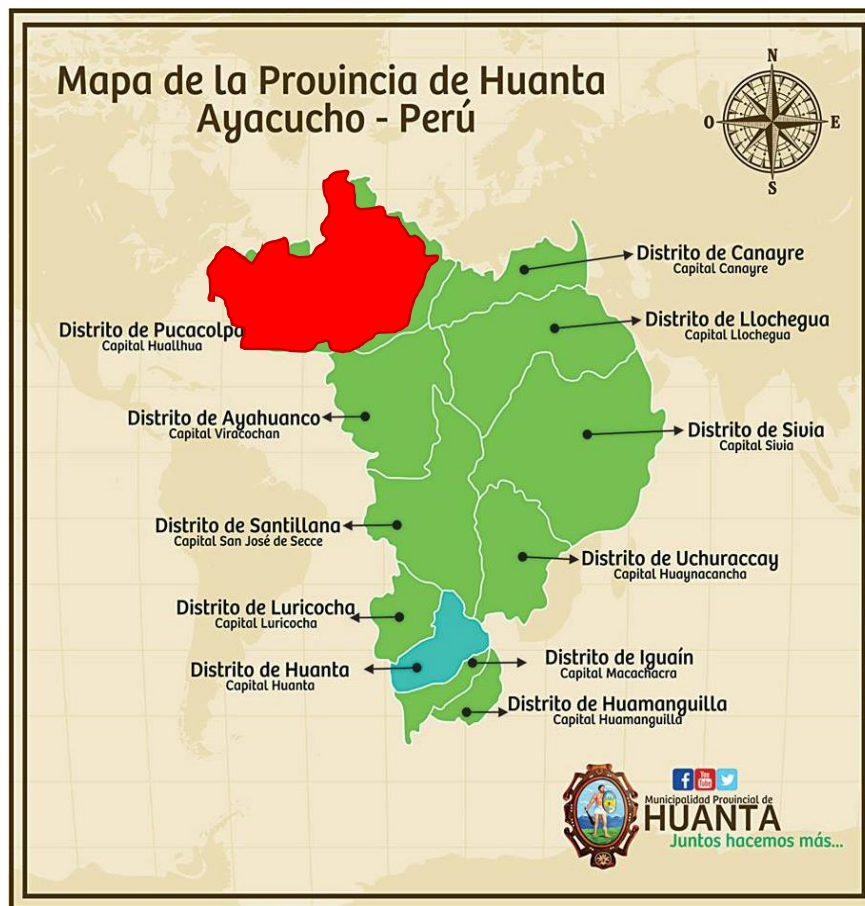 Mapa de la Provincia de Huanta
Ayacucho - Perú
N
O
E
S
Distrito de Canayre
Capital Canayre
Distrito de Llochegua
Capital Llochegua
Distrito de Pucacolpa
Capital Huallhua
Distrito de Ayahuanco
Capital Viracochan
Distrito de Sivia
Capital Sivia
Distrito de Santillana
Capital San José de Secce
Distrito de Uchuraccay
Capital Huaynacancha
Distrito de Luricocha
Capital Luricocha
Distrito de Iguaín
Capital Macachacra
Distrito de Huanta
Capital Huanta
Distrito de Huamanguilla
Capital Huamanguilla
f
You
Tube
Municipalidad Provincial de
HUANTA
Juntos hacemos más...